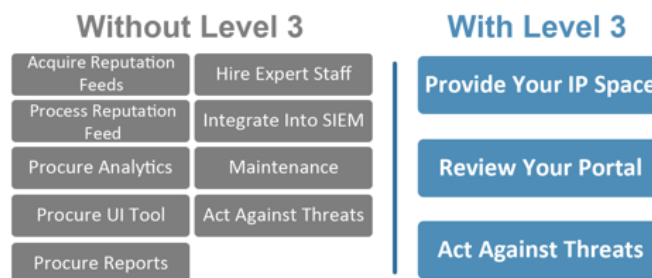 Without Level 3
Acquire Reputation
Feeds
Process Reputation
Feed
Procure Analytics
Procure UI Tool
Procure Reports
Hire Expert Staff
Integrate Into SIEM
Maintenance
Act Against Threats
With Level 3
Provide Your IP Space
Review Your Portal
Act Against Threats